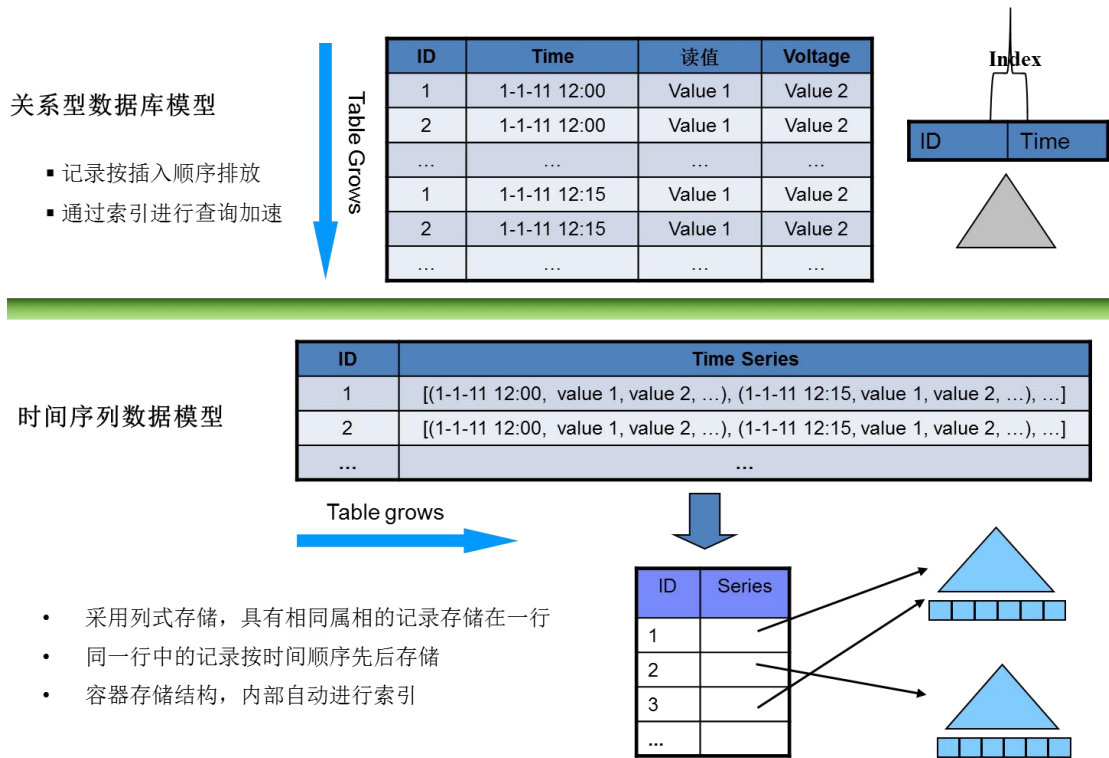 关系型数据库模型
▪ 记录按插入顺序排放
▪ 通过索引进行查询加速
Table Grows
ID Time 读值 Voltage
1 1-1-11 12:00 Value 1 Value 2
2 1-1-11 12:00 Value 1 Value 2
… … … …
1 1-1-11 12:15 Value 1 Value 2
2 1-1-11 12:15 Value 1 Value 2
… … … …
Index
ID Time
时间序列数据模型
ID Time Series
1 [(1-1-11 12:00, value 1, value 2, …), (1-1-11 12:15, value 1, value 2, …), …]
2 [(1-1-11 12:00, value 1, value 2, …), (1-1-11 12:15, value 1, value 2, …), …]
… …
Table grows
• 采用列式存储，具有相同属相的记录存储在一行
• 同一行中的记录按时间顺序先后存储
• 容器存储结构，内部自动进行索引
ID Series
1
2
3
…